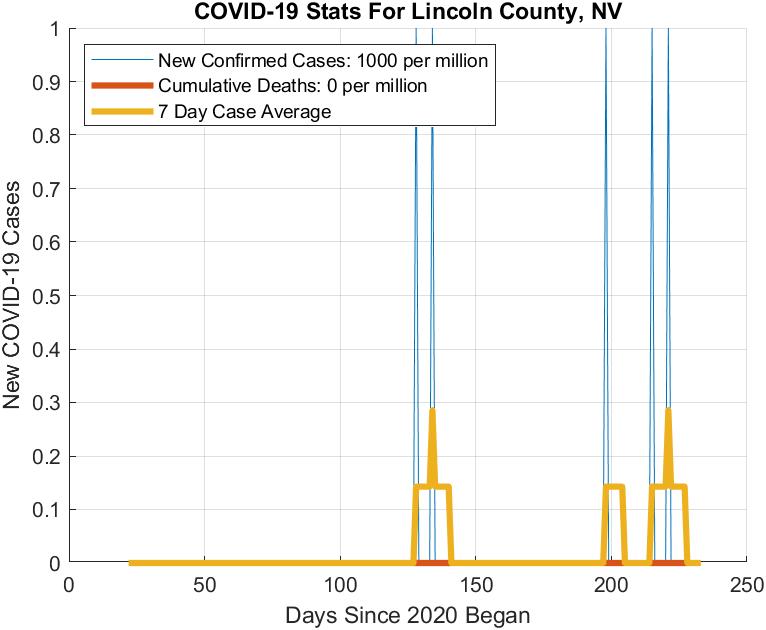 COVID-19 Stats For Lincoln County, NV
New Confirmed Cases: 1000 per million
Cumulative Deaths: 0 per million
7 Day Case Average
New COVID-19 Cases
1
0.9
0.8
0.7
0.6
0.5
0.4
0.3
0.2
0.1
0
0 50 100 150 200 250
Days Since 2020 Began